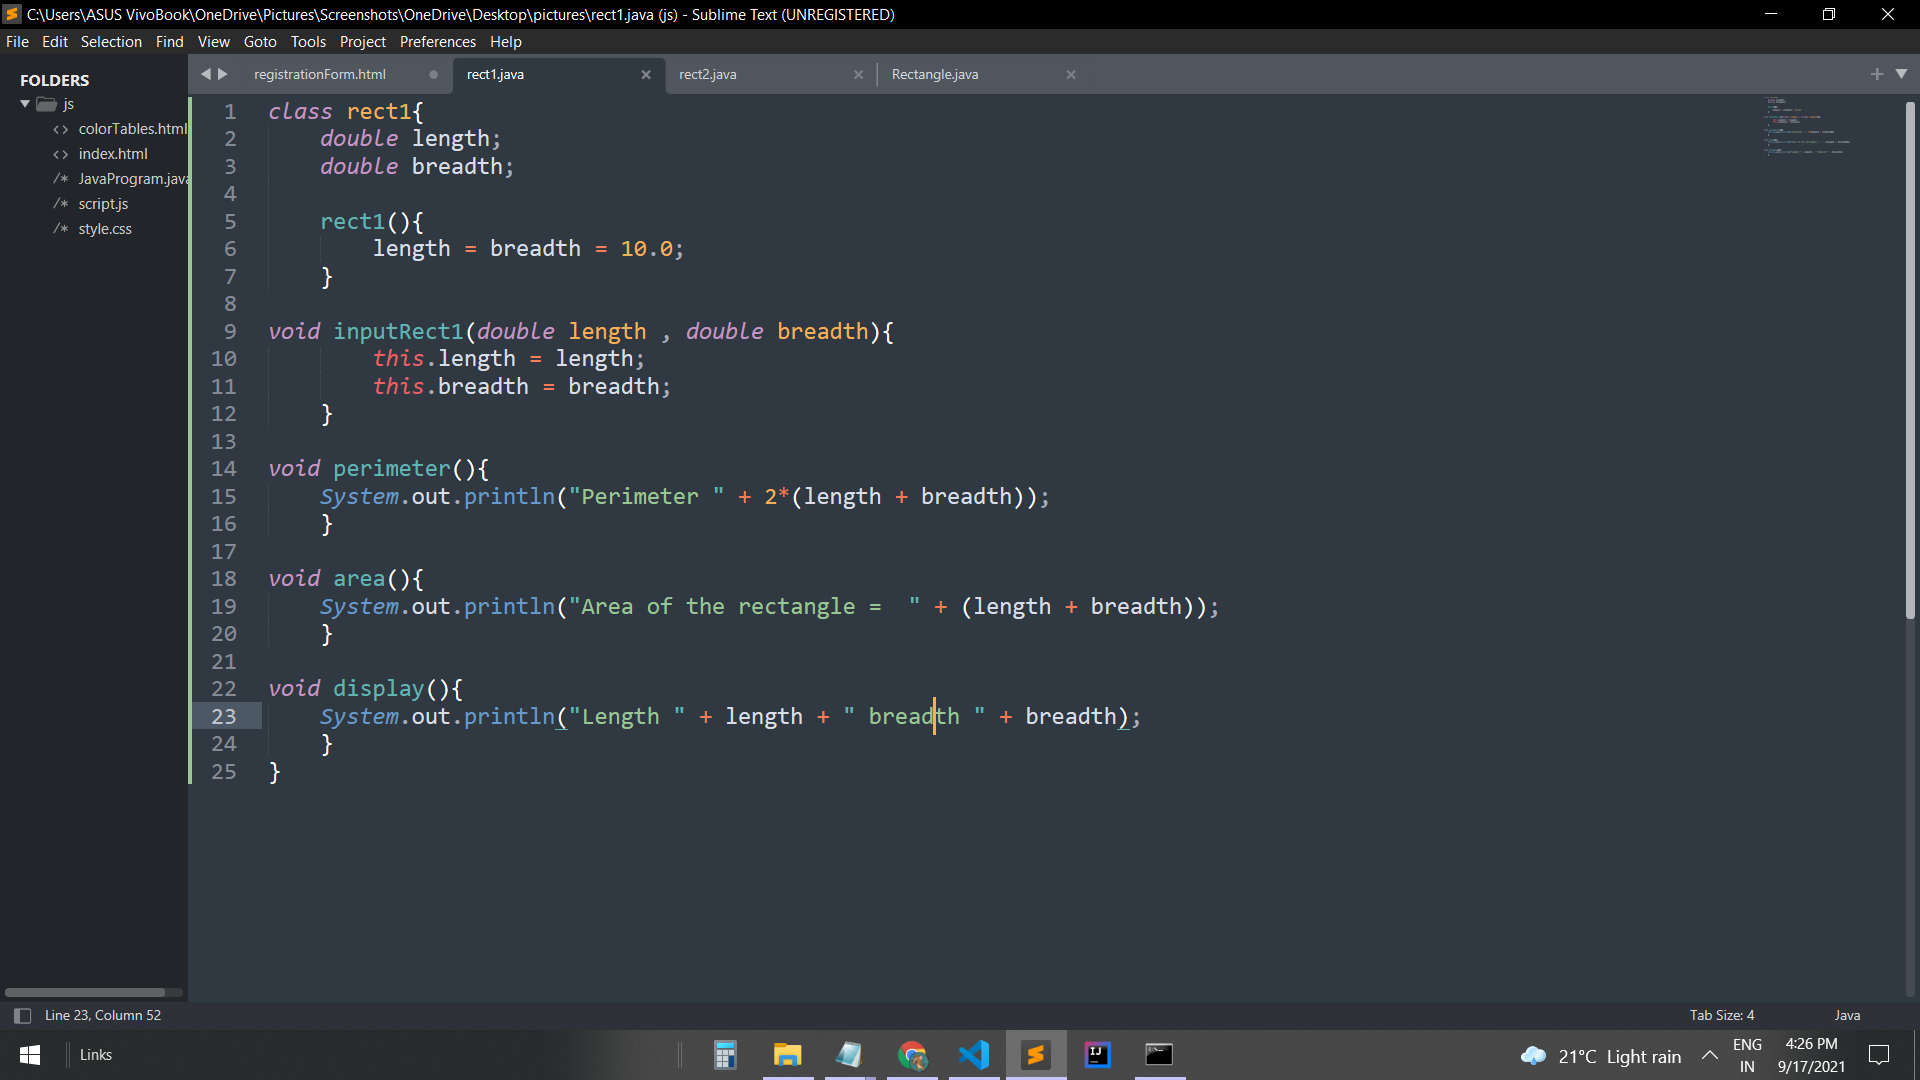 C:\Users\ASUS VivoBook\OneDrive\Pictures\Screenshots\OneDrive\Desktop\pictures\rect1.java (js) - Sublime Text (UNREGISTERED)
File Edit Selection Find View Goto Tools Project Preferences Help
FOLDERS
js
colorTables.html
index.html
JavaProgram.java
script.js
style.css
registrationForm.html rect1.java rect2.java Rectangle.java
1 class rect1{
2 double length;
3 double breadth;
4
5 rect1(){
6 length = breadth = 10.0;
7 }
8
9 void inputRect1(double length , double breadth){
10 this.length = length;
11 this.breadth = breadth;
12 }
13
14 void perimeter(){
15 System.out.println("Perimeter " + 2*(length + breadth));
16 }
17
18 void area(){
19 System.out.println("Area of the rectangle =  " + (length + breadth));
20 }
21
22 void display(){
23 System.out.println("Length " + length + " breadth " + breadth);
24 }
25 }
Line 23, Column 52 Tab Size: 4 Java
Links
21°C Light rain
ENG
IN
4:26 PM
9/17/2021